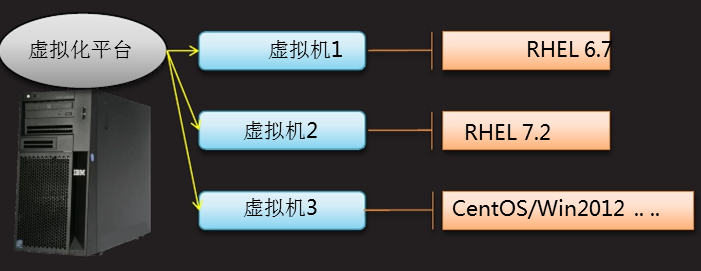 虚拟化平台
虚拟机1
RHEL 6.7
虚拟机2
RHEL 7.2
虚拟机3
CentOS/Win2012 .. ..
IBM